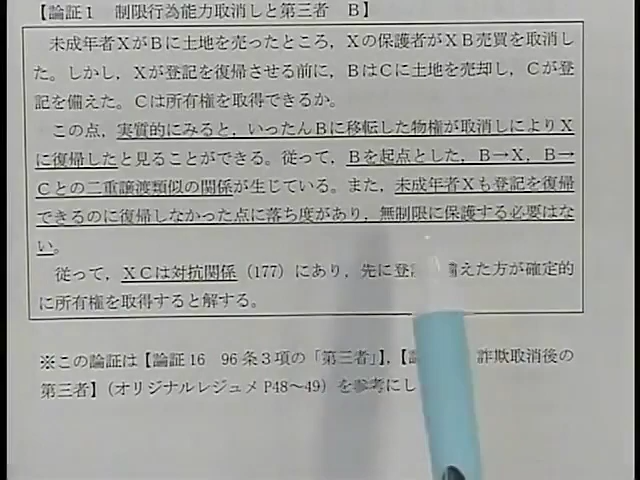 【論証1　制限行為能力取消しと第三者　B】
未成年者XがBに土地を売ったところ，Xの保護者がXB売買を取消し
た。しかし，Xが登記を復帰させる前に，BはCに土地を売却し，Cが登
記を備えた。Cは所有権を取得できるか。
この点，実質的にみると，いったんBに移転した物権が取消しによりX
に復帰したと見ることができる。従って，Bを起点とした，B→X，B→
Cとの二重譲渡類似の関係が生じている。また，未成年者Xも登記を復帰
できるのに復帰しなかった点に落ち度があり，無制限に保護する必要はな
い。
従って，XCは対抗関係（177）にあり，先に登 えた方が確定的
に所有権を取得すると解する。
※この論証は【論証16　96条3項の「第三者」】，【 詐欺取消後の
第三者】（オリジナルレジュメP48～49）を参考にし